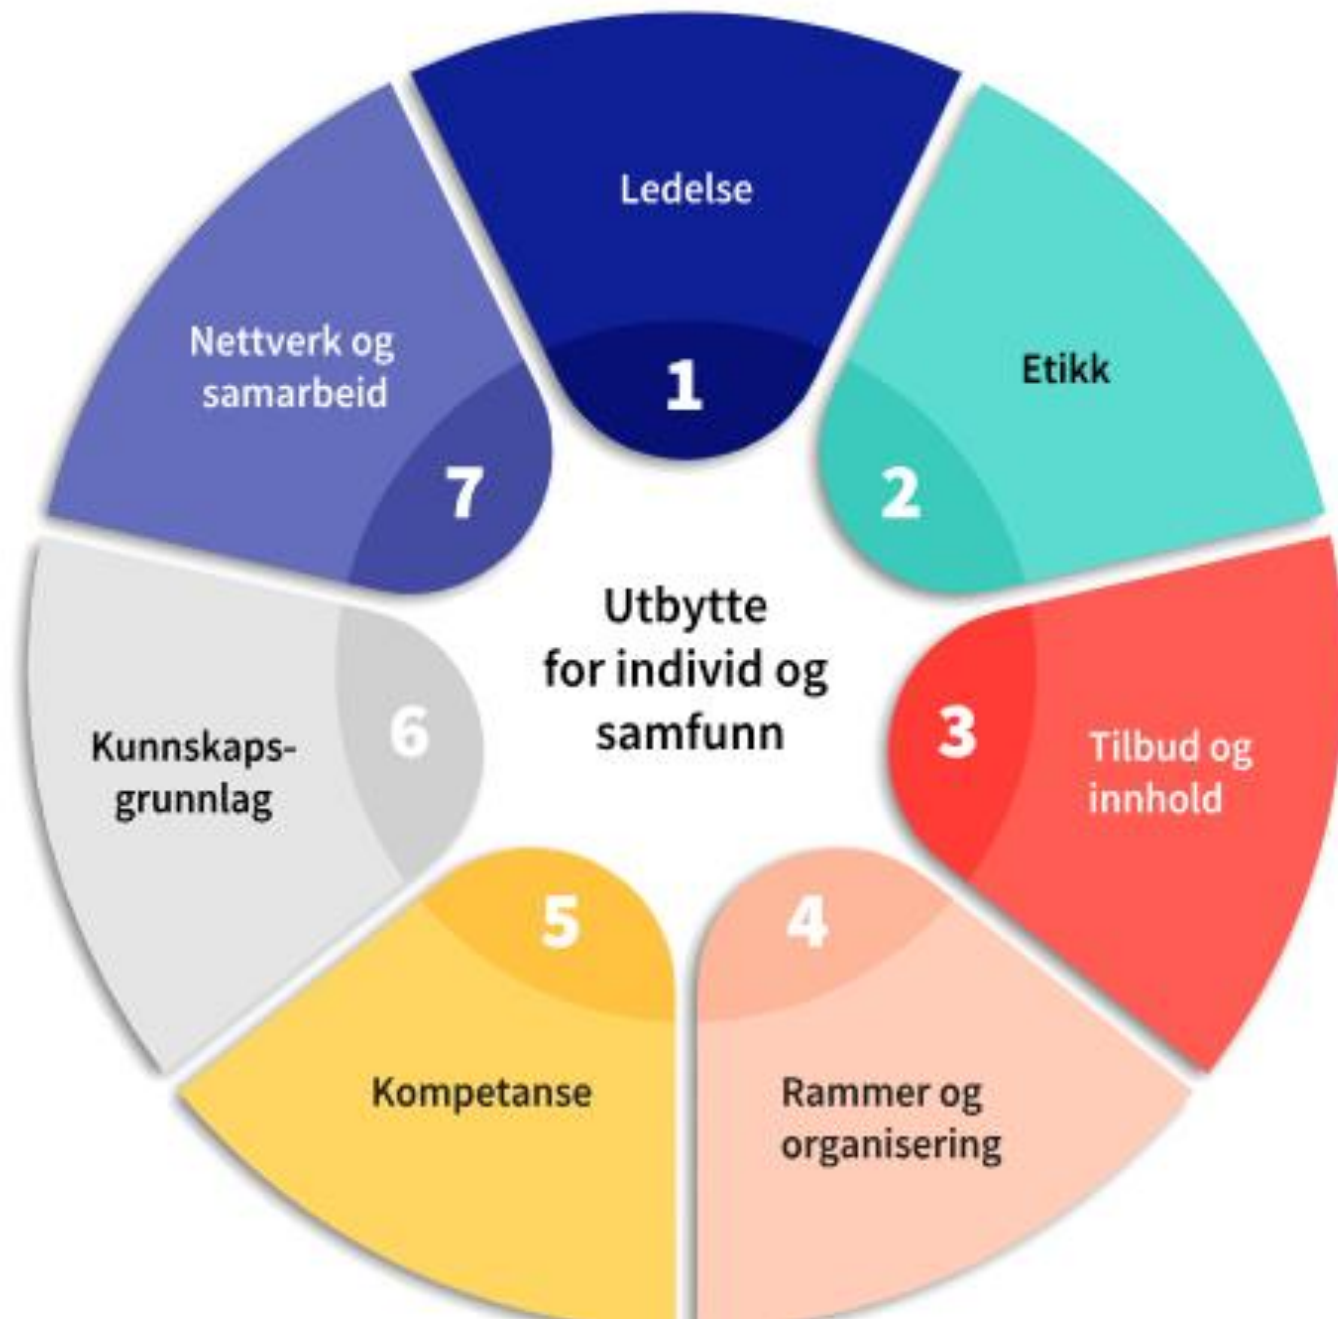 Ledelse
1
Etikk
2
3
Tilbud og
innhold
4
Rammer og
organisering
5
Kompetanse
6
Kunnskaps-
grunnlag
7
Nettverk og
samarbeid
Utbytte
for individ og
samfunn